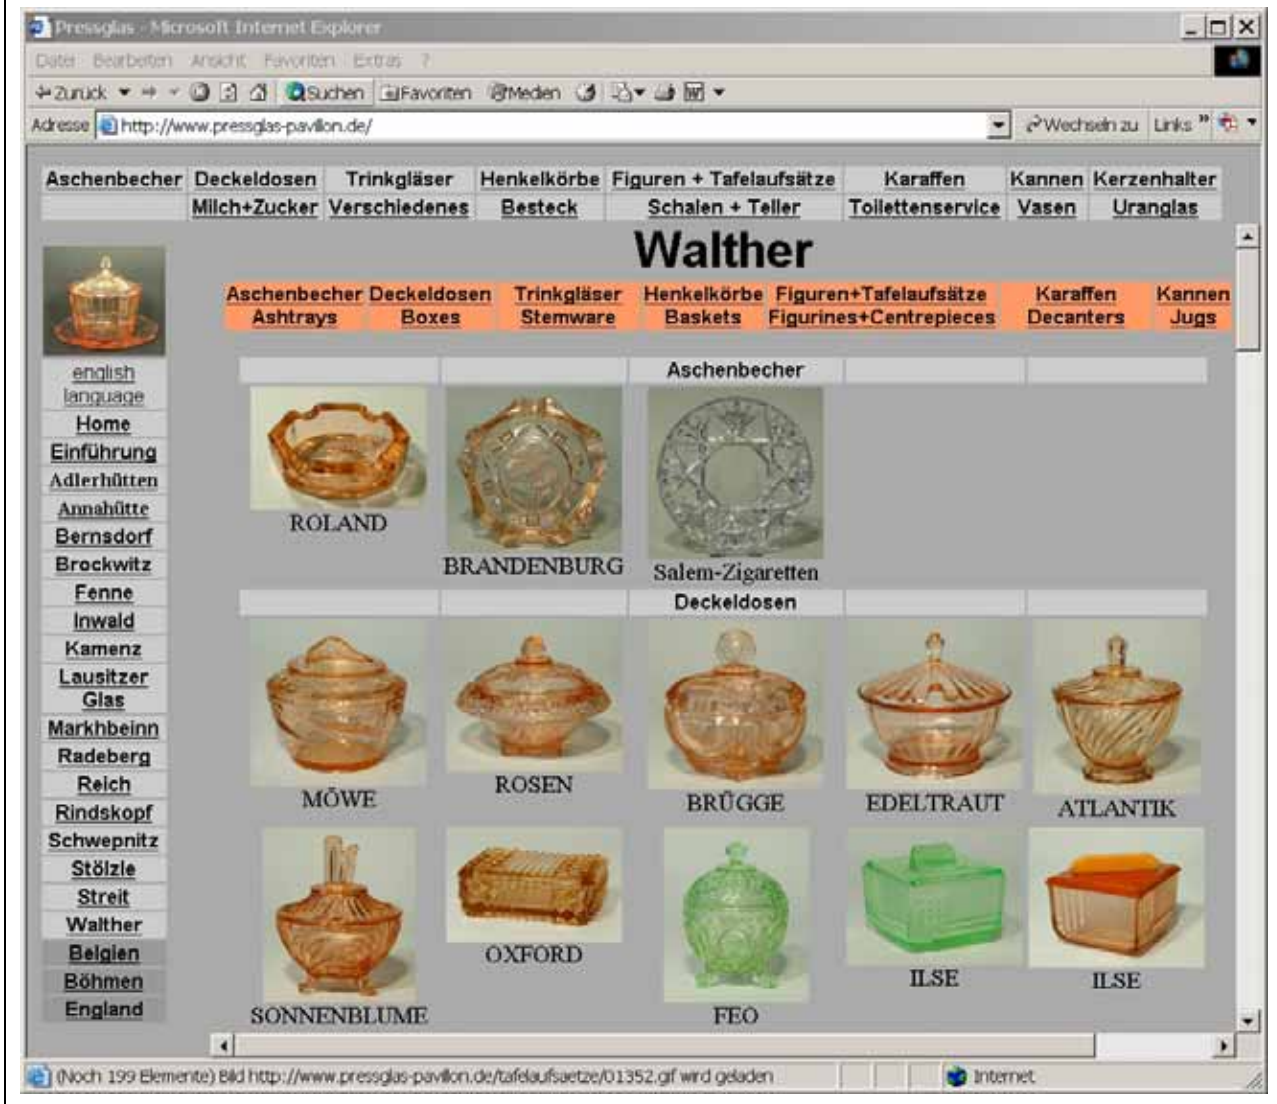 Pressglas - Microsoft Internet Explorer
Datei Bearbeiten Ansicht Favoriten Extras ?
Zurück Suchen Favoriten Medien
Adresse http://www.pressglas-pavillon.de/ Wechseln zu Links »
Aschenbecher Deckeldosen Trinkgläser Henkelkörbe Figuren + Tafelaufsätze Karaffen Kannen Kerzenhalter
Milch+Zucker Verschiedenes Besteck Schalen + Teller Toilettenservice Vasen Uranglas
Walther
Aschenbecher Deckeldosen Trinkgläser Henkelkörbe Figuren+Tafelaufsätze Karaffen Kannen
Ashtrays Boxes Stemware Baskets Figurines+Centrepieces Decanters Jugs
english
language
Home
Einführung
Adlerhütten
Annahütte
Bernsdorf
Brockwitz
Fenne
Inwald
Kamenz
Lausitzer
Glas
Markhbeinn
Radeberg
Reich
Rindskopf
Schwepnitz
Stölzle
Streit
Walther
Belgien
Böhmen
England
Aschenbecher
ROLAND
BRANDENBURG
Salem-Zigaretten
Deckeldosen
MÖWE
ROSEN
BRÜGGE
EDELTRAUT
ATLANTIK
SONNENBLUME
OXFORD
FEO
ILSE
ILSE
(Noch 199 Elemente) Bild http://www.pressglas-pavillon.de/tafelaufsaetze/01352.gif wird geladen Internet